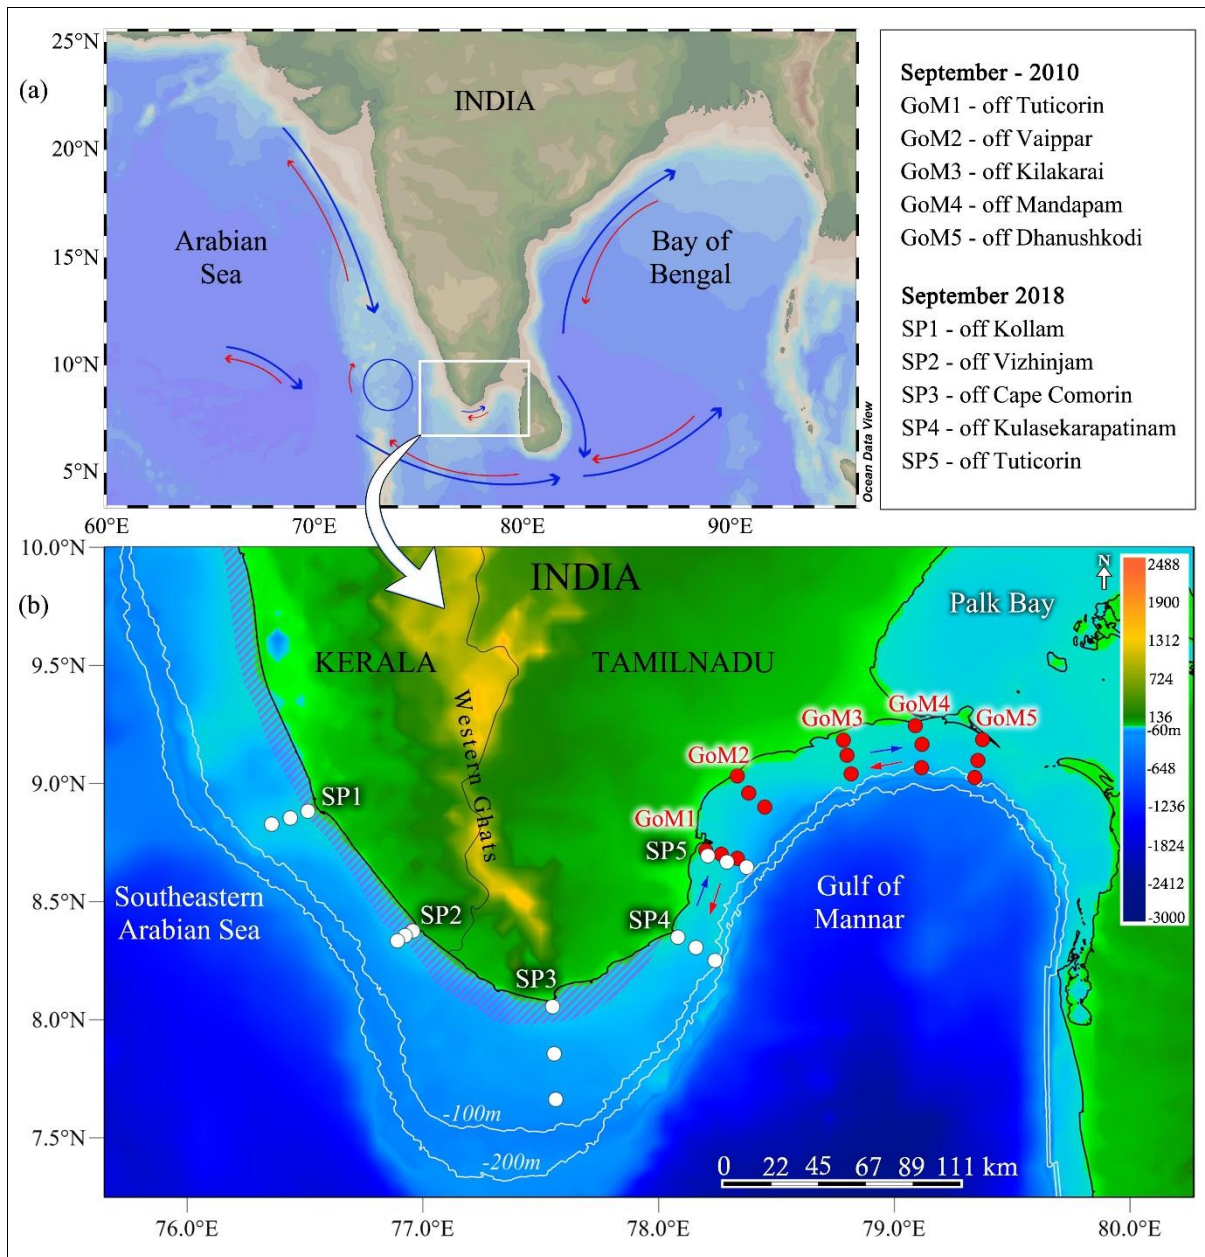 (a)
25°N
20°N
15°N
10°N
5°N
60°E
70°E
80°E
90°E
INDIA
Arabian
Sea
Bay of
Bengal
Ocean Data View
September - 2010
GoM1 - off Tuticorin
GoM2 - off Vaippar
GoM3 - off Kilakarai
GoM4 - off Mandapam
GoM5 - off Dhanushkodi
September 2018
SP1 - off Kollam
SP2 - off Vizhinjam
SP3 - off Cape Comorin
SP4 - off Kulasekarapatinam
SP5 - off Tuticorin
(b)
10.0°N
9.5°N
9.0°N
8.5°N
8.0°N
7.5°N
76.0°E
77.0°E
78.0°E
79.0°E
80.0°E
INDIA
KERALA
TAMILNADU
Western Ghats
Palk Bay
N
2488
1900
1312
724
136
-60m
-648
-1236
-1824
-2412
-3000
GoM1
GoM2
GoM3
GoM4
GoM5
SP1
SP2
SP3
SP4
SP5
Southeastern
Arabian Sea
Gulf of
Mannar
-100m
-200m
0 22 45 67 89 111 km